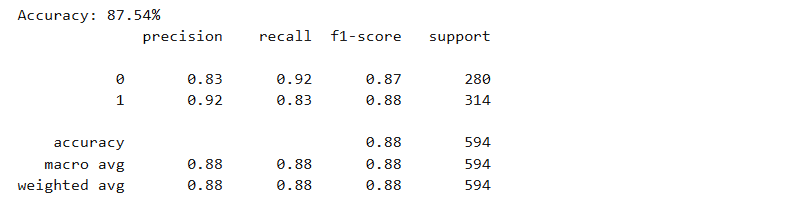 Accuracy: 87.54%
precision recall f1-score support
0 0.83 0.92 0.87 280
1 0.92 0.83 0.88 314
accuracy 0.88 594
macro avg 0.88 0.88 0.88 594
weighted avg 0.88 0.88 0.88 594